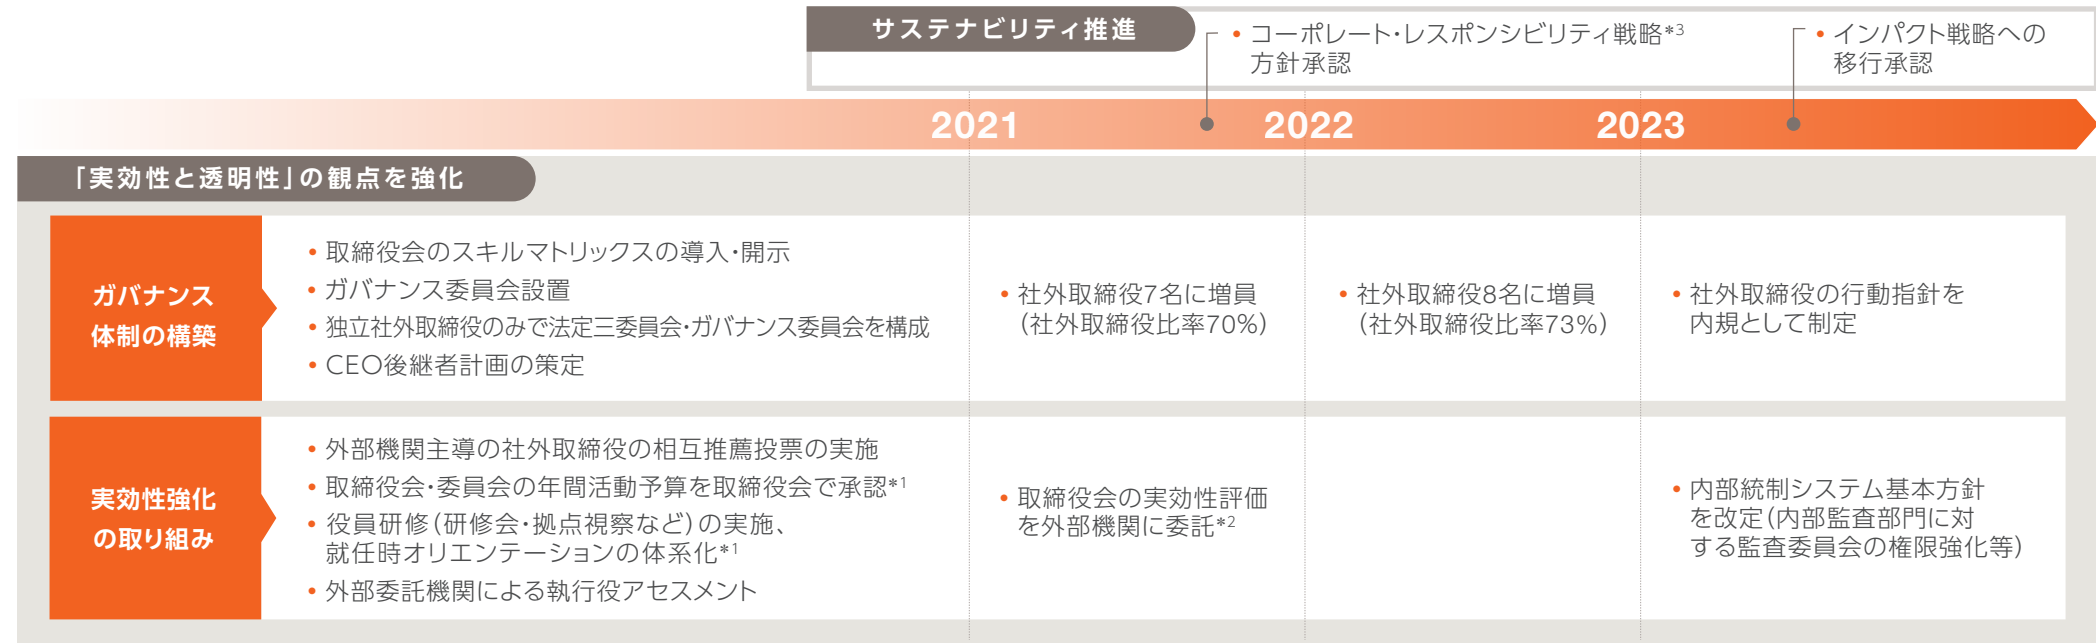 サステナビリティ推進
• コーポレート・レスポンシビリティ戦略*3
方針承認
• インパクト戦略への
移行承認
2021
2022
2023
「実効性と透明性」の観点を強化
ガバナンス
体制の構築
• 取締役会のスキルマトリックスの導入・開示
• ガバナンス委員会設置
• 独立社外取締役のみで法定三委員会・ガバナンス委員会を構成
• CEO後継者計画の策定
• 社外取締役7名に増員
（社外取締役比率70%）
• 社外取締役8名に増員
（社外取締役比率73%）
• 社外取締役の行動指針を
内規として制定
実効性強化
の取り組み
• 外部機関主導の社外取締役の相互推薦投票の実施
• 取締役会・委員会の年間活動予算を取締役会で承認*1
• 役員研修（研修会・拠点視察など）の実施、
就任時オリエンテーションの体系化*1
• 外部委託機関による執行役アセスメント
• 取締役会の実効性評価
を外部機関に委託*2
• 内部統制システム基本方針
を改定（内部監査部門に対
する監査委員会の権限強化等）